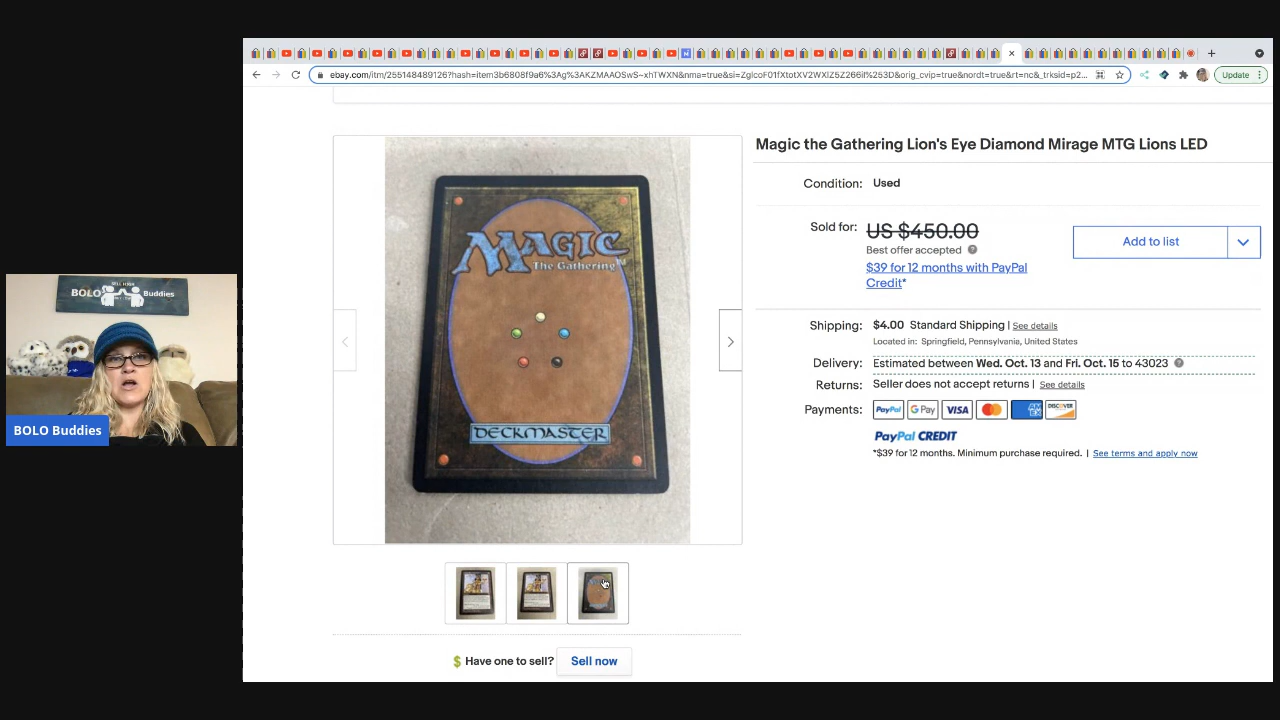 Update
ebay.com/itm/255148489126?hash=item3b6808f9a6%3Ag%3AKZMAAOSwS~xhTWXN&nma=true&si=ZglcoF01fXtotXV2WXlZ5Z266if%253D&orig_cvip=true&nordt=true&rt=nc&_trksid=p2...
Magic the Gathering Lion's Eye Diamond Mirage MTG Lions LED
Condition: Used
Sold for: US $450.00
Best offer accepted
$39 for 12 months with PayPal
Credit*
Add to list
Shipping: $4.00 Standard Shipping | See details
Located in: Springfield, Pennsylvania, United States
Delivery: Estimated between Wed. Oct. 13 and Fri. Oct. 15 to 43023
Returns: Seller does not accept returns | See details
Payments: PayPal G Pay VISA MasterCard AM EX DISCOVER
PayPal CREDIT
*$39 for 12 months. Minimum purchase required. | See terms and apply now
MAGIC
The Gathering
DECKMASTER
Have one to sell? Sell now
SELL HIGH
BOLO Buddies
BOLO Buddies